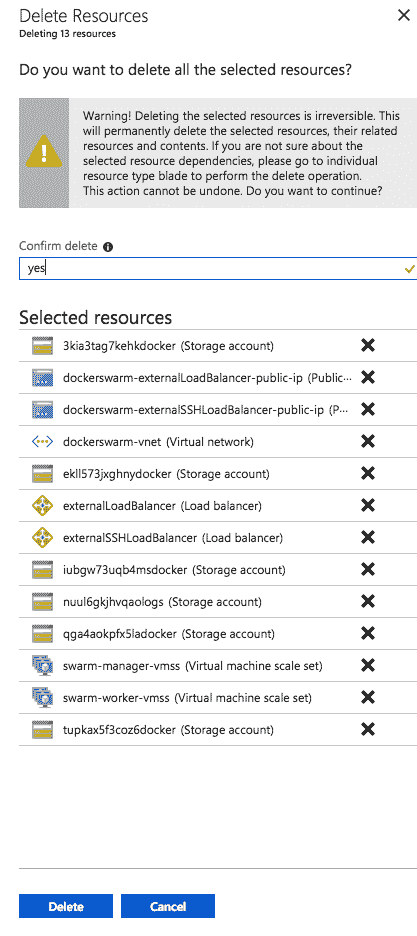 Delete Resources
Deleting 13 resources
Do you want to delete all the selected resources?
Warning! Deleting the selected resources is irreversible. This
will permanently delete the selected resources, their related
resources and contents. If you are not sure about the
selected resource dependencies, please go to individual
resource type blade to perform the delete operation.
This action cannot be undone. Do you want to continue?
Confirm delete
yes
Selected resources
3kia3tag7kehkdocker (Storage account)
dockerswarm-externalLoadBalancer-public-ip (Public···
dockerswarm-externalSSHLoadBalancer-public-ip (P···
dockerswarm-vnet (Virtual network)
ekll573jxghnydocker (Storage account)
externalLoadBalancer (Load balancer)
externalSSHLoadBalancer (Load balancer)
iubgw73uqb4msdocker (Storage account)
nuul6gkjhvqaologs (Storage account)
qga4aokpfx5ladocker (Storage account)
swarm-manager-vmss (Virtual machine scale set)
swarm-worker-vmss (Virtual machine scale set)
tupkax5f3coz6docker (Storage account)
Delete Cancel